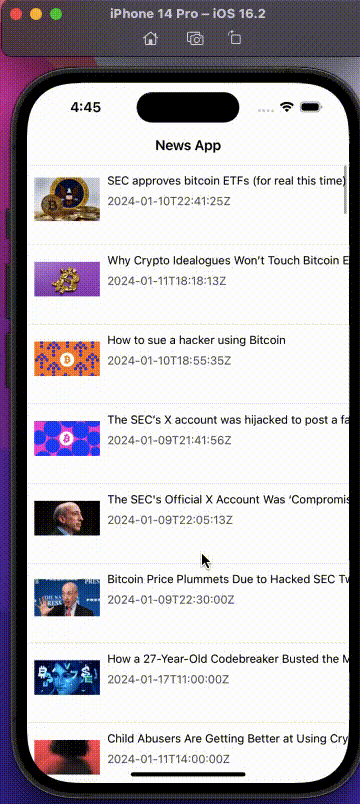 iPhone 14 Pro – iOS 16.2
4:45
News App
SEC approves bitcoin ETFs (for real this time)
2024-01-10T22:41:25Z
Why Crypto Idealogues Won't Touch Bitcoin E
2024-01-11T18:18:13Z
How to sue a hacker using Bitcoin
2024-01-10T18:55:35Z
The SEC's X account was hijacked to post a fa
2024-01-09T21:41:56Z
The SEC's Official X Account Was 'Compromis
2024-01-09T22:05:13Z
Bitcoin Price Plummets Due to Hacked SEC Tw
2024-01-09T22:30:00Z
How a 27-Year-Old Codebreaker Busted the M
2024-01-17T11:00:00Z
Child Abusers Are Getting Better at Using Cry
2024-01-11T14:00:00Z